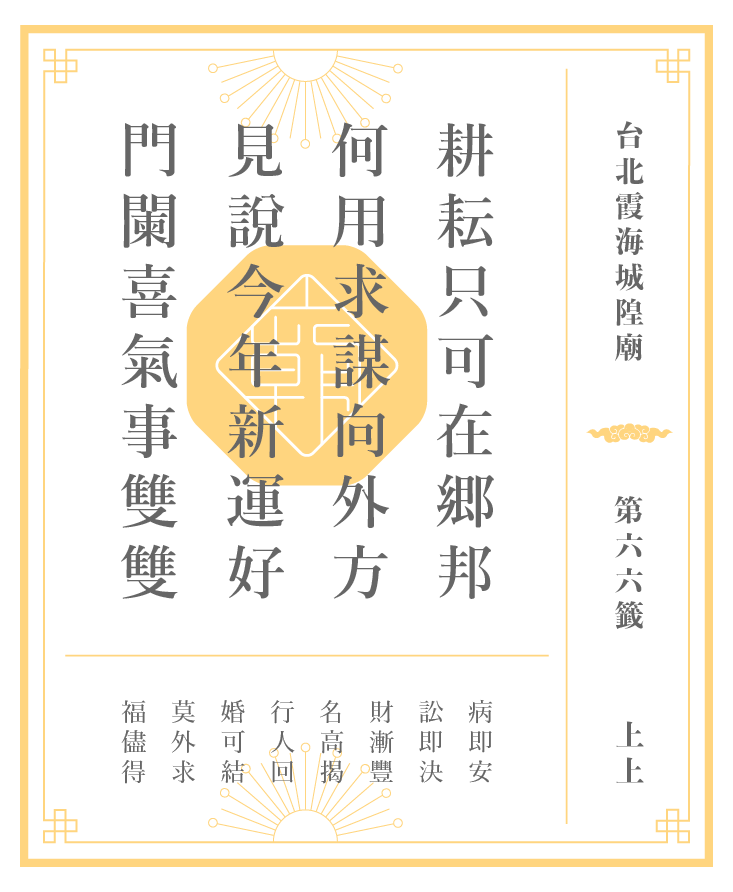 台北霞海城隍廟
第六六籤
上上
耕耘只可在鄉邦
何用求謀向外方
見說今年新運好
門闌喜氣事雙雙
病即安
訟即決
財漸豐
名高揭
行人回
婚可結
莫外求
福儘得